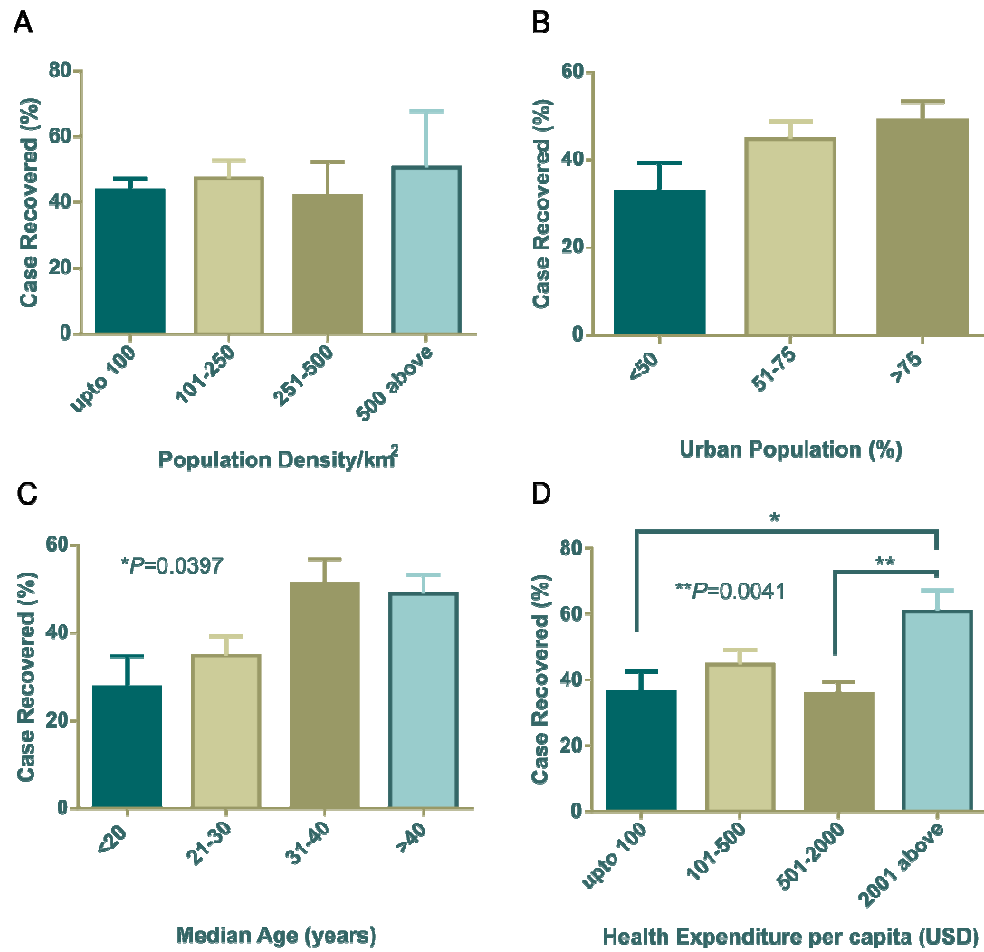 A
Case Recovered (%)
80
60
40
20
0
upto 100
101-250
251-500
500 above
Population Density/km²
B
Case Recovered (%)
60
40
20
0
<50
51-75
>75
Urban Population (%)
C
Case Recovered (%)
60
40
20
0
*P=0.0397
<20
21-30
31-40
>40
Median Age (years)
D
Case Recovered (%)
80
60
40
20
0
*
**
**P=0.0041
upto 100
101-500
501-2000
2001 above
Health Expenditure per capita (USD)